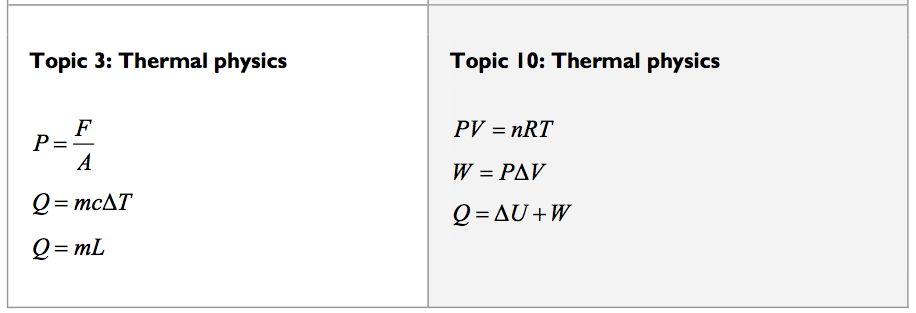 Topic 3: Thermal physics
P = F/A
Q = mcΔT
Q = mL
Topic 10: Thermal physics
PV = nRT
W = PΔV
Q = ΔU + W